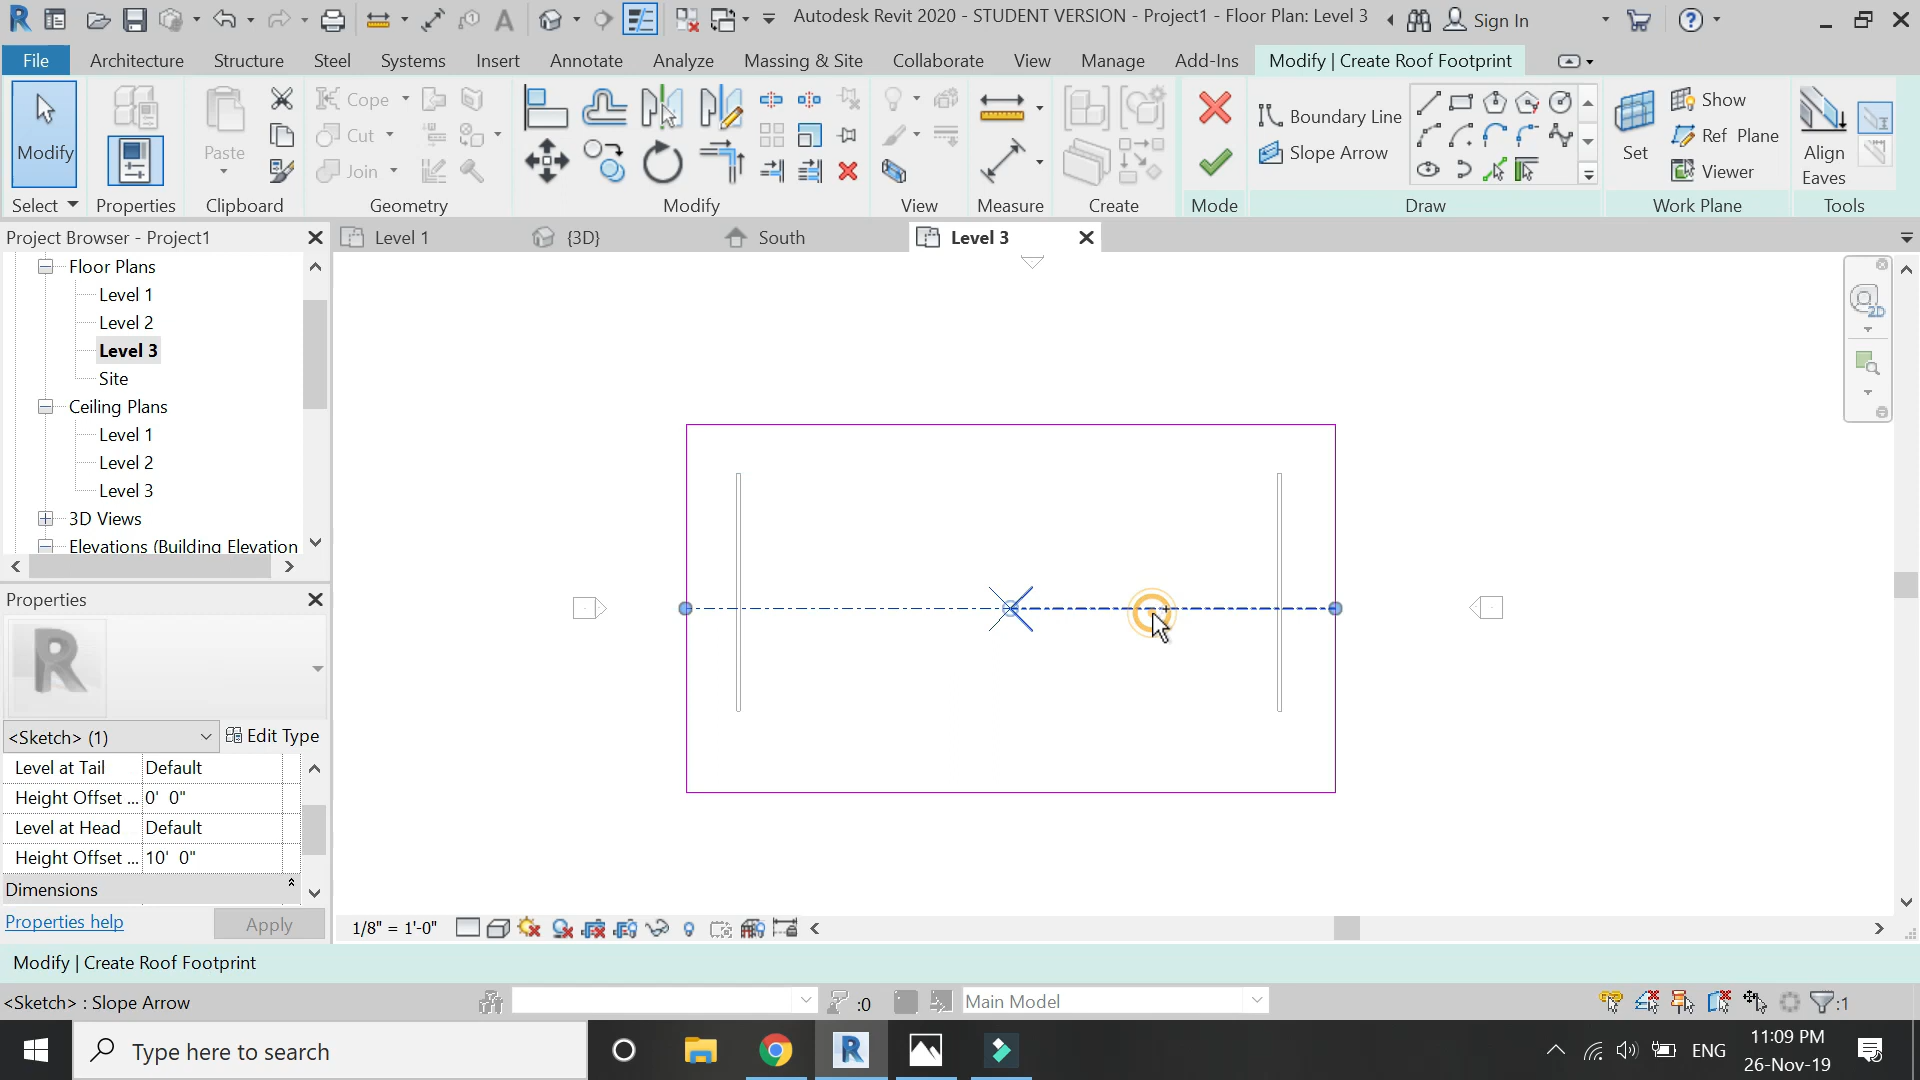 Autodesk Revit 2020 - STUDENT VERSION - Project1 - Floor Plan: Level 3
Sign In
File Architecture Structure Steel Systems Insert Annotate Analyze Massing & Site Collaborate View Manage Add-Ins Modify | Create Roof Footprint
Modify
Paste
Cope
Cut
Join
Boundary Line
Slope Arrow
Set
Show
Ref Plane
Viewer
Align
Eaves
Select Properties Clipboard Geometry Modify View Measure Create Mode Draw Work Plane Tools
Project Browser - Project1
Level 1 {3D} South Level 3
Floor Plans
Level 1
Level 2
Level 3
Site
Ceiling Plans
Level 1
Level 2
Level 3
3D Views
Elevations (Building Elevation
2D
Properties
R
<Sketch> (1)
Edit Type
Level at Tail Default
Height Offset ... 0' 0"
Level at Head Default
Height Offset ... 10' 0"
Dimensions
Properties help
Apply
1/8" = 1'-0"
Modify | Create Roof Footprint
<Sketch> : Slope Arrow
:0
Main Model
:1
Type here to search
ENG
11:09 PM
26-Nov-19